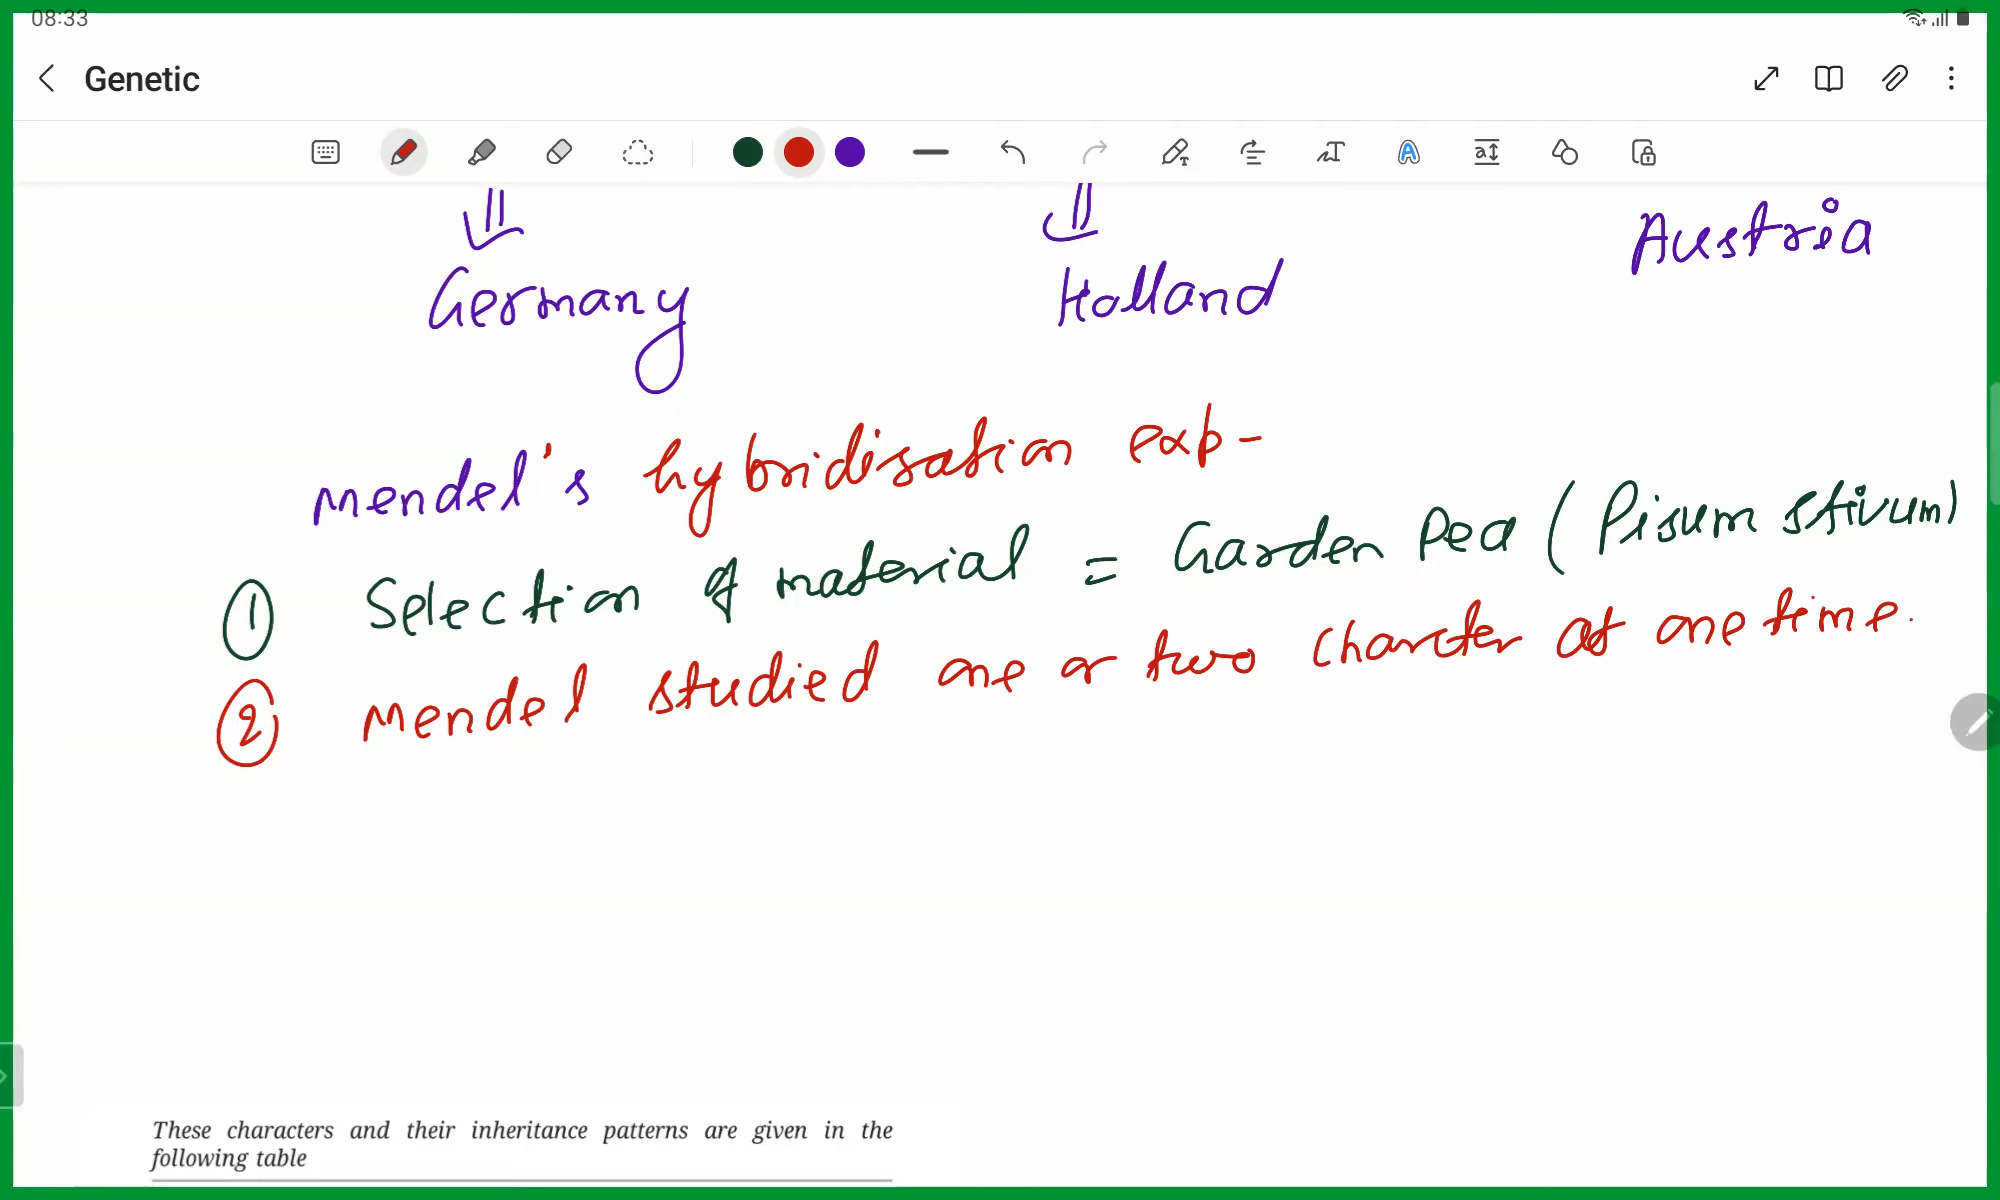 08:33
Genetic
Germany Holland Austria
Mendel's hybridisation exp-
① Selection of material = Garden Pea (Pisum stivum)
② Mendel studied one or two charcter at one time.
These characters and their inheritance patterns are given in the
following table